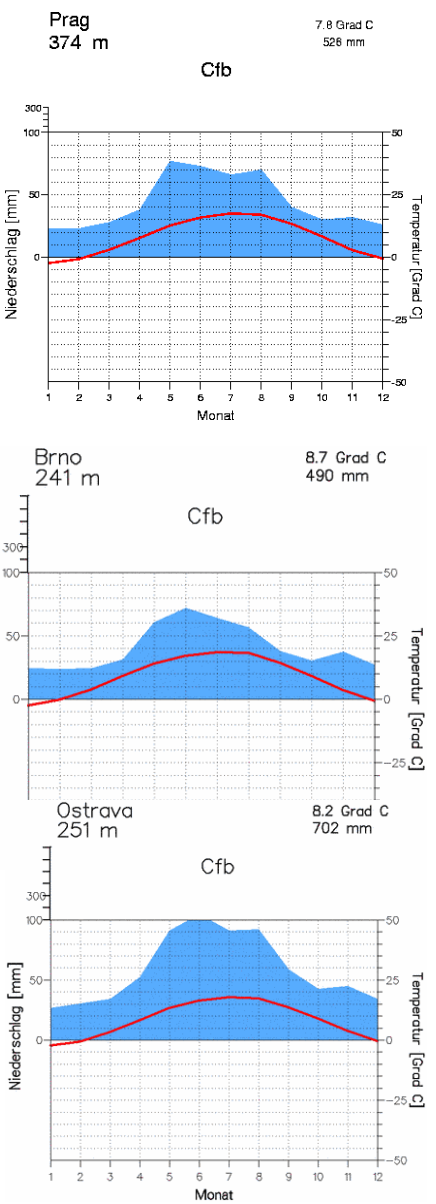 Prag
374 m
7.8 Grad C
528 mm
Cfb
300
100
50
0
50
25
0
-25
-50
Niederschlag [mm]
Temperatur [Grad C]
1 2 3 4 5 6 7 8 9 10 11 12
Monat
Brno
241 m
8.7 Grad C
490 mm
Cfb
300
100
50
0
50
25
0
-25
Temperatur [Grad C]
Ostrava
251 m
8.2 Grad C
702 mm
Cfb
300
100
50
0
50
25
0
-25
-50
Niederschlag [mm]
Temperatur [Grad C]
1 2 3 4 5 6 7 8 9 10 11 12
Monat